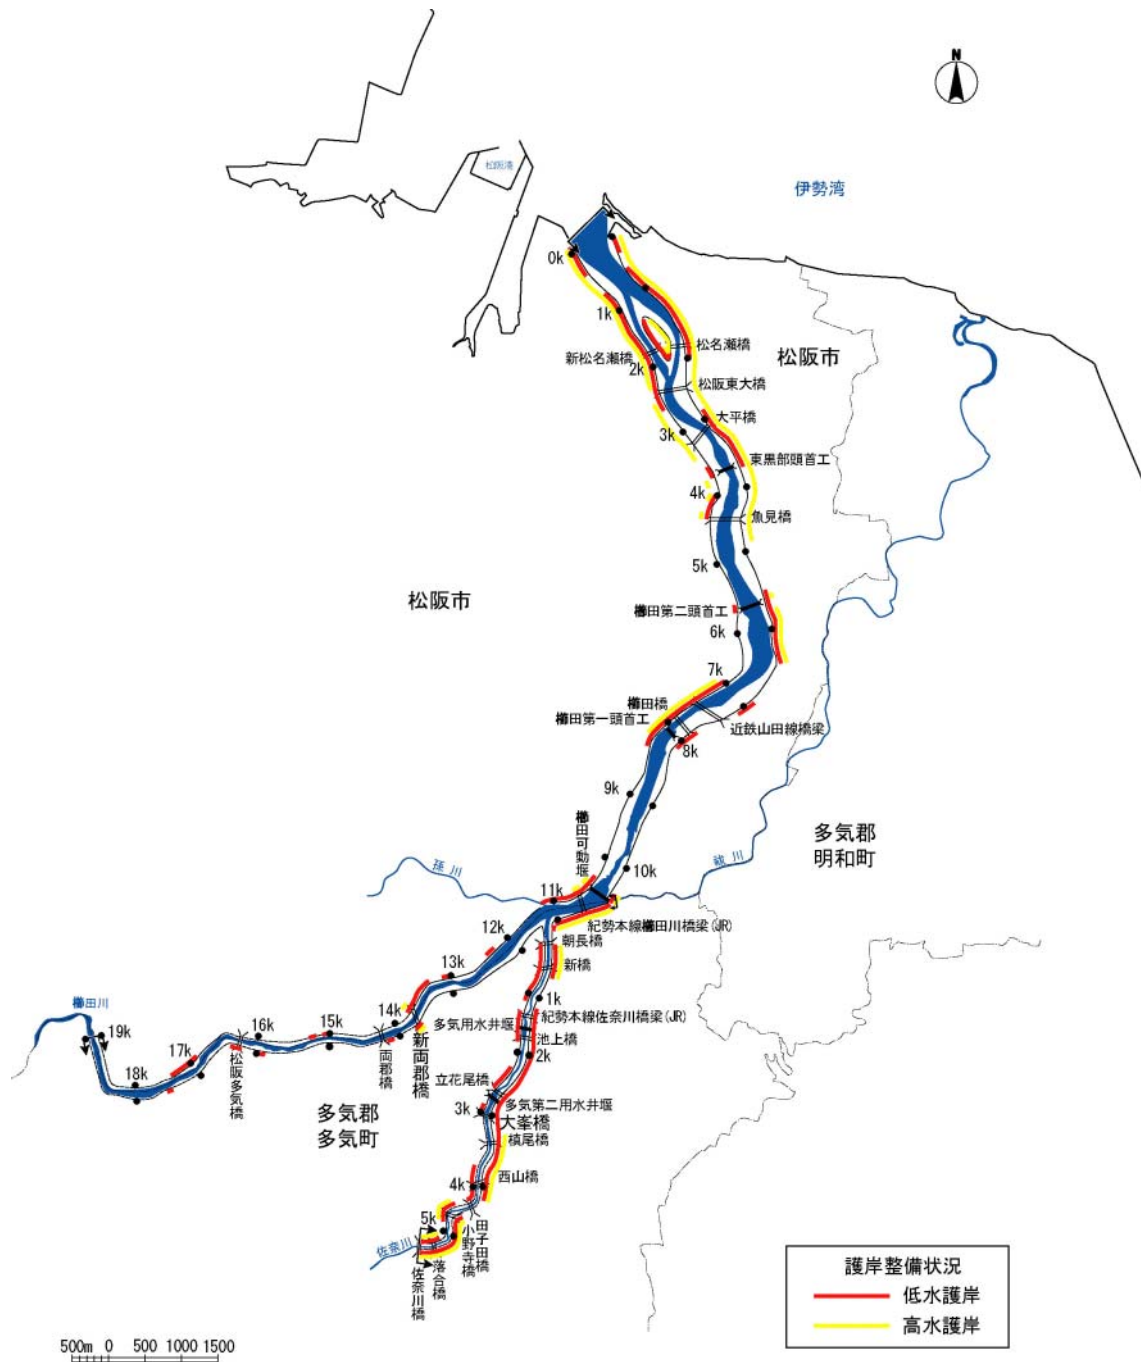 N
松阪港
伊勢湾
0k
1k
松名瀬橋
新松名瀬橋
松阪市
2k
松阪東大橋
大平橋
3k
東黒部頭首工
4k
魚見橋
5k
松阪市
櫛田第二頭首工
6k
7k
櫛田橋
櫛田第一頭首工
近鉄山田線橋梁
8k
9k
櫛田可動堰
多気郡
明和町
祓川
孫川
10k
11k
紀勢本線櫛田川橋梁(JR)
12k
朝長橋
新橋
13k
櫛田川
14k
1k
紀勢本線佐奈川橋梁(JR)
多気用水井堰
池上橋
15k
16k
19k
17k
18k
松阪多気橋
両郡橋
新両郡橋
2k
立花尾橋
多気第二用水井堰
3k
大峯橋
多気郡
多気町
槙尾橋
西山橋
4k
5k
田子田橋
小野寺橋
佐奈川
落合橋
佐奈川橋
護岸整備状況
低水護岸
高水護岸
500m 0 500 1000 1500